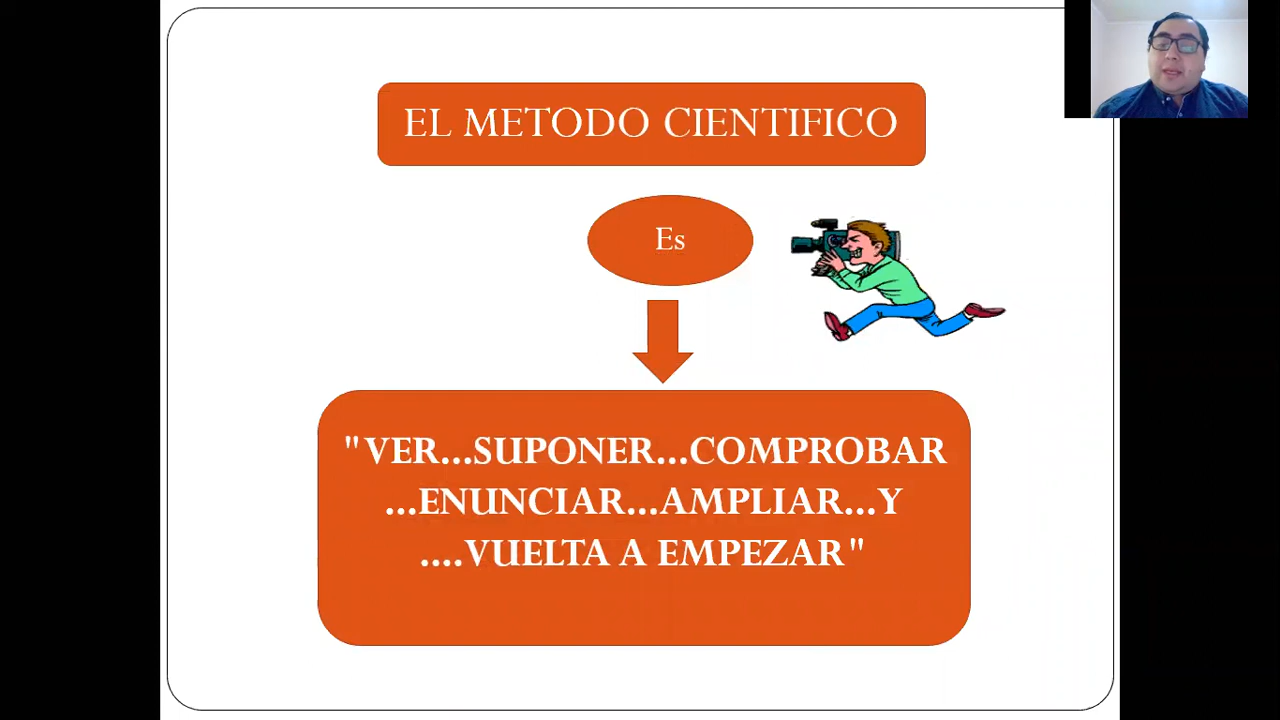 EL METODO CIENTIFICO
Es
"VER...SUPONER...COMPROBAR
...ENUNCIAR...AMPLIAR...Y
....VUELTA A EMPEZAR"